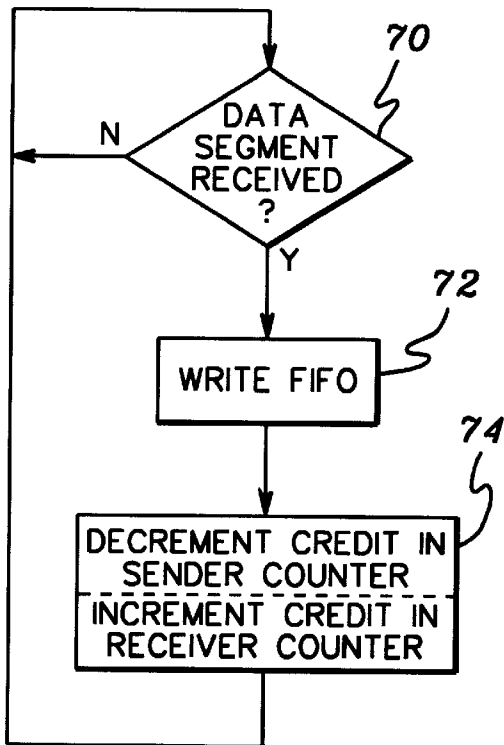 70
DATA
SEGMENT
RECEIVED
?
N
Y
72
WRITE FIFO
74
DECREMENT CREDIT IN
SENDER COUNTER
INCREMENT CREDIT IN
RECEIVER COUNTER